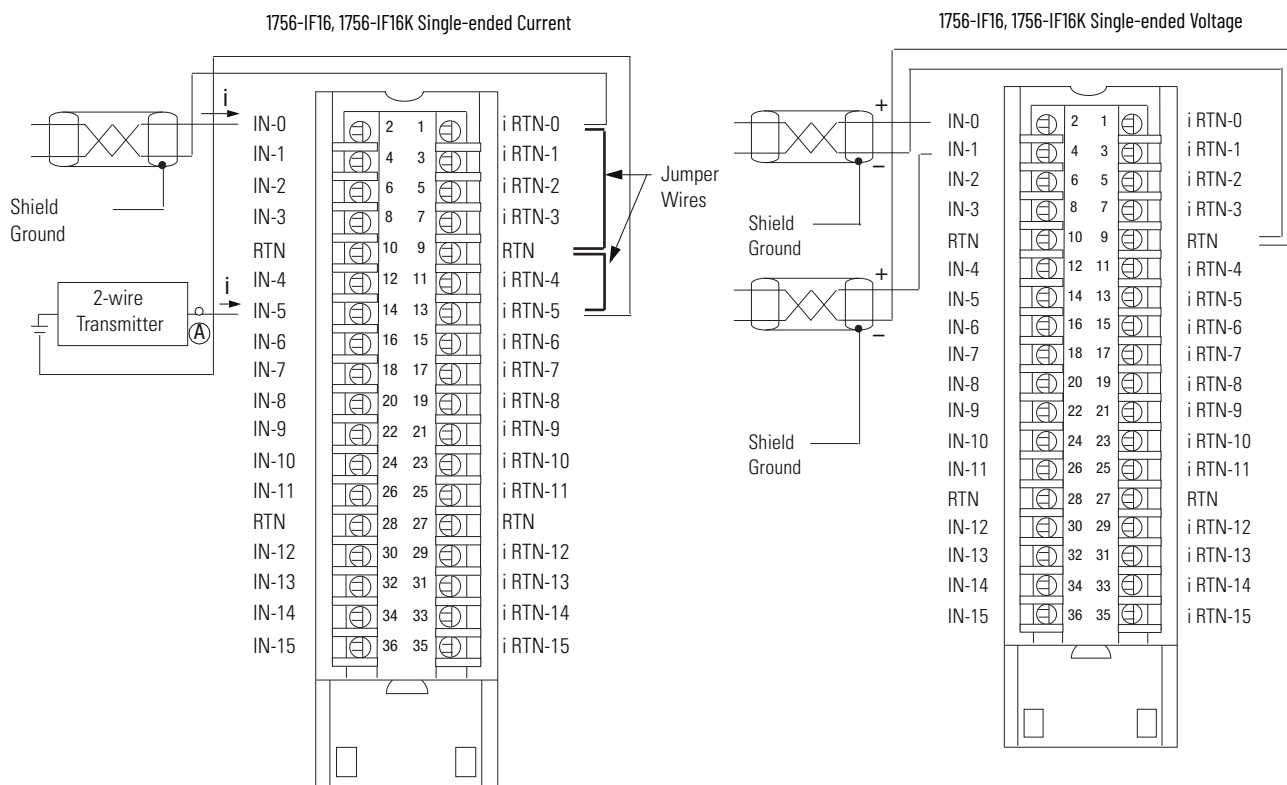 1756-IF16, 1756-IF16K Single-ended Current
i
IN-0 2 1 i RTN-0
IN-1 4 3 i RTN-1
IN-2 6 5 i RTN-2
IN-3 8 7 i RTN-3
RTN 10 9 RTN
IN-4 12 11 i RTN-4
IN-5 14 13 i RTN-5
IN-6 16 15 i RTN-6
IN-7 18 17 i RTN-7
IN-8 20 19 i RTN-8
IN-9 22 21 i RTN-9
IN-10 24 23 i RTN-10
IN-11 26 25 i RTN-11
RTN 28 27 RTN
IN-12 30 29 i RTN-12
IN-13 32 31 i RTN-13
IN-14 34 33 i RTN-14
IN-15 36 35 i RTN-15
Shield
Ground
Jumper
Wires
i
2-wire
Transmitter
A
1756-IF16, 1756-IF16K Single-ended Voltage
+
–
Shield
Ground
+
–
Shield
Ground
IN-0 2 1 i RTN-0
IN-1 4 3 i RTN-1
IN-2 6 5 i RTN-2
IN-3 8 7 i RTN-3
RTN 10 9 RTN
IN-4 12 11 i RTN-4
IN-5 14 13 i RTN-5
IN-6 16 15 i RTN-6
IN-7 18 17 i RTN-7
IN-8 20 19 i RTN-8
IN-9 22 21 i RTN-9
IN-10 24 23 i RTN-10
IN-11 26 25 i RTN-11
RTN 28 27 RTN
IN-12 30 29 i RTN-12
IN-13 32 31 i RTN-13
IN-14 34 33 i RTN-14
IN-15 36 35 i RTN-15